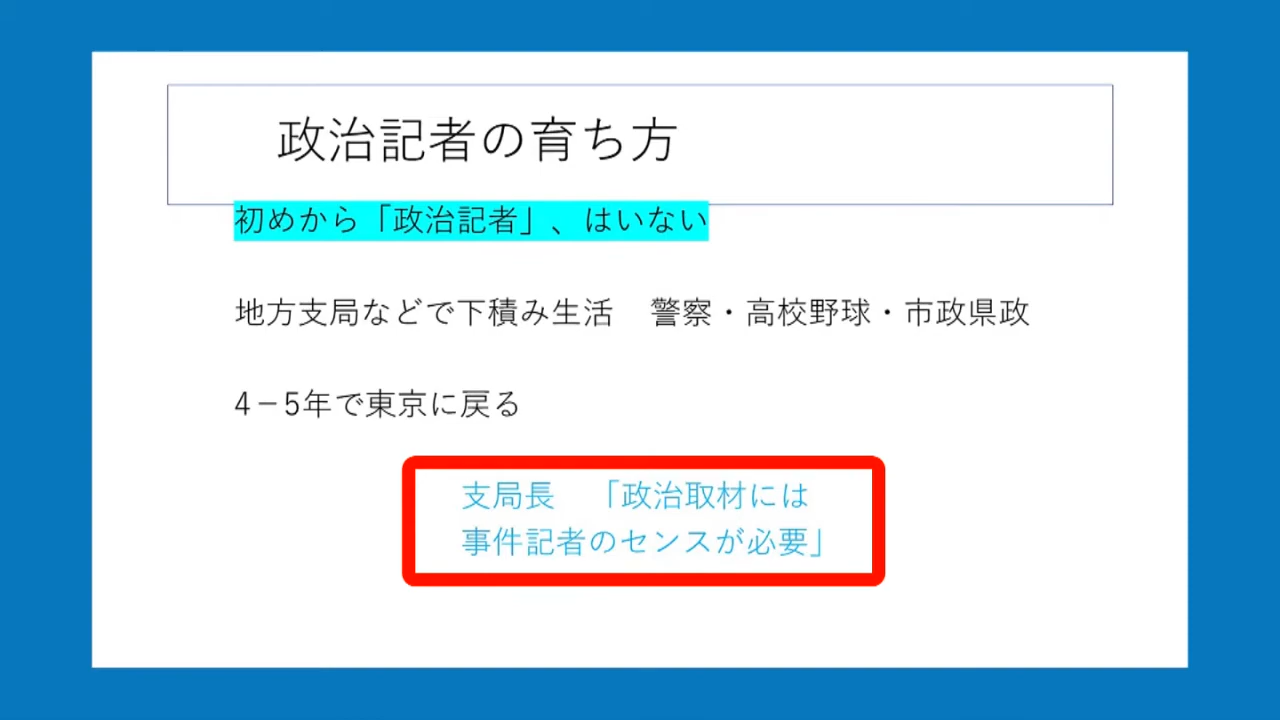 政治記者の育ち方
初めから「政治記者」、はいない
地方支局などで下積み生活　警察・高校野球・市政県政
4－5年で東京に戻る
支局長　「政治取材には
事件記者のセンスが必要」